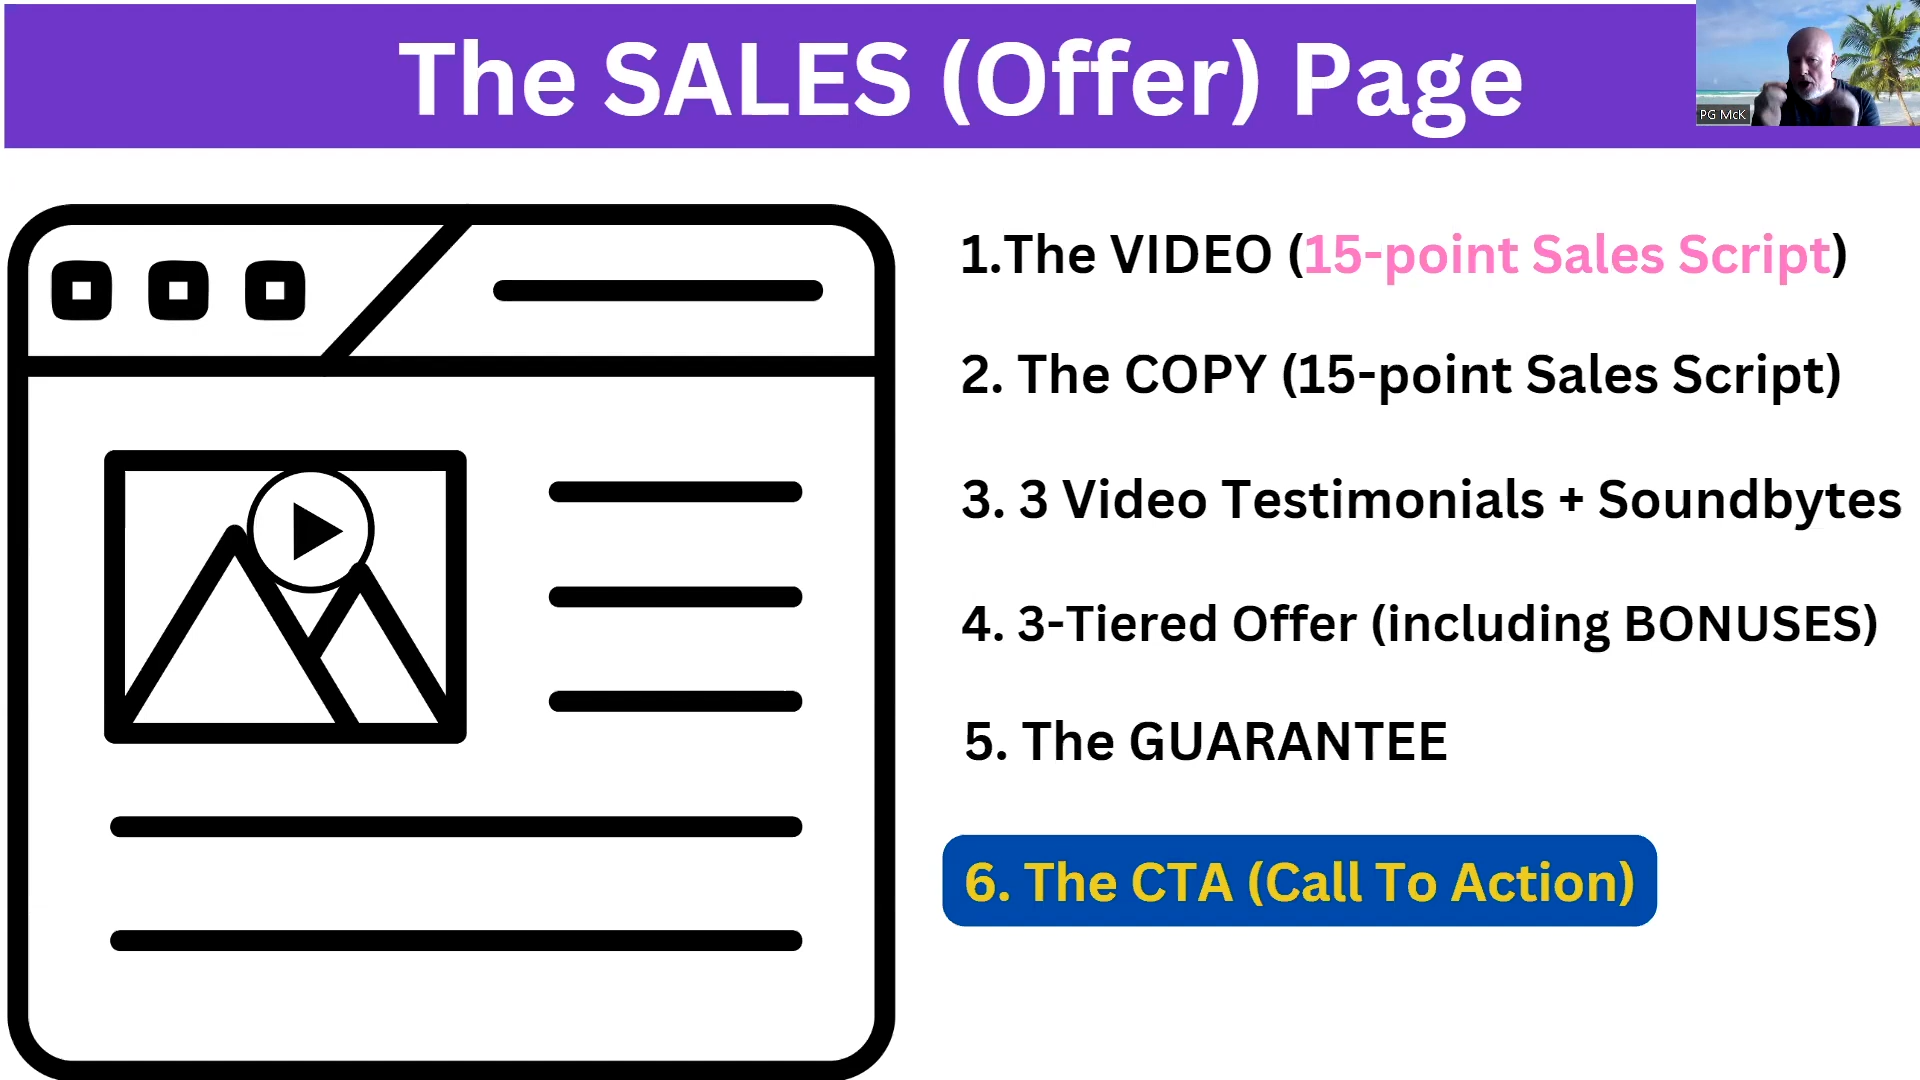 The SALES (Offer) Page
PG McK
1.The VIDEO (15-point Sales Script)
2. The COPY (15-point Sales Script)
3. 3 Video Testimonials + Soundbytes
4. 3-Tiered Offer (including BONUSES)
5. The GUARANTEE
6. The CTA (Call To Action)